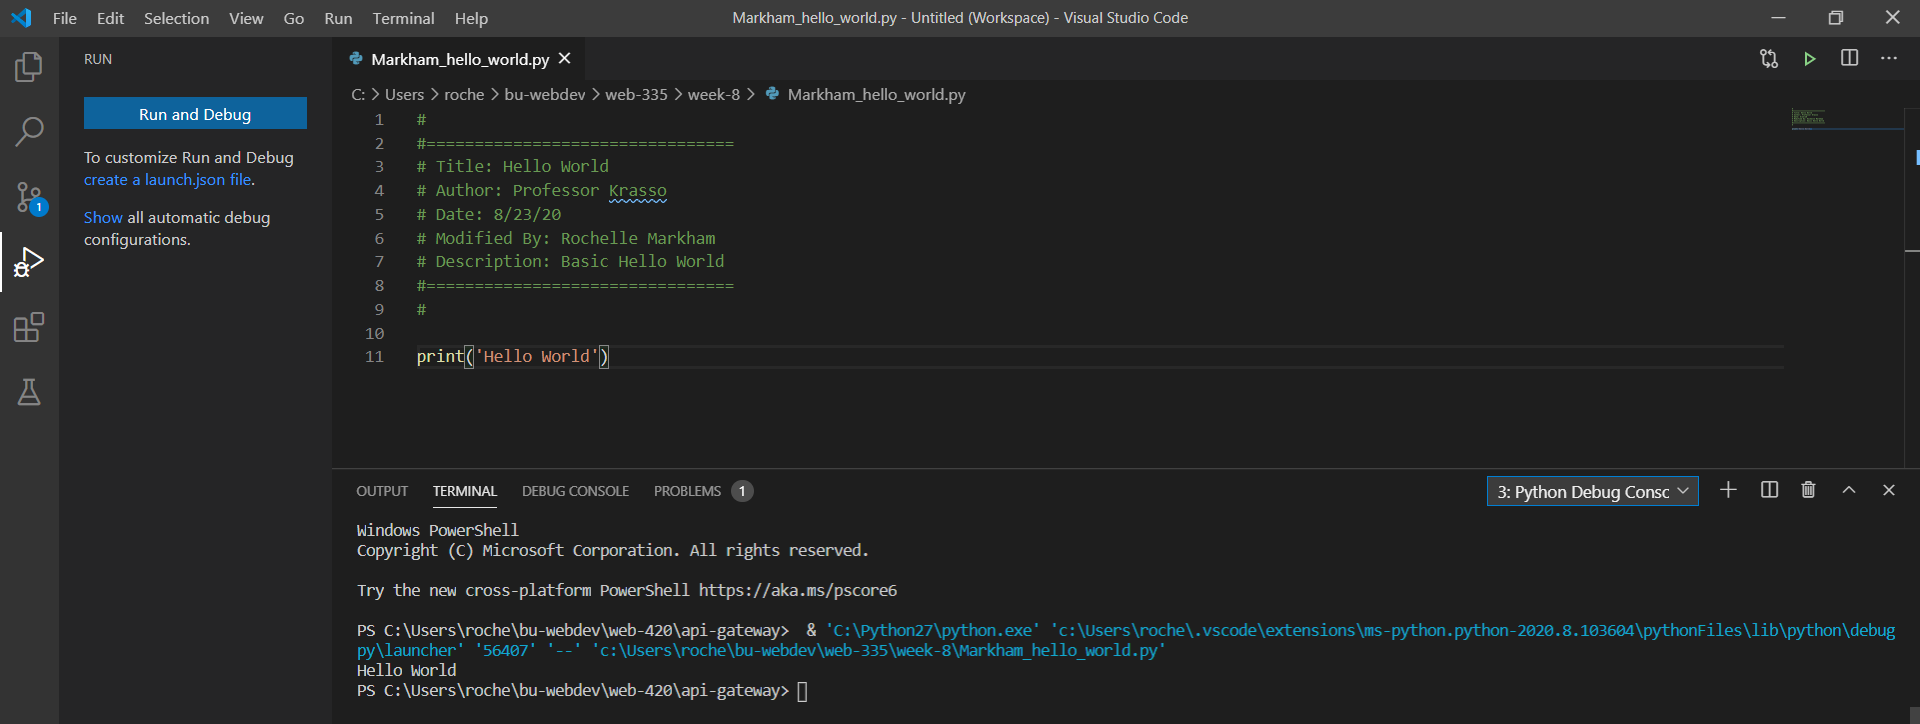 File Edit Selection View Go Run Terminal Help
Markham_hello_world.py - Untitled (Workspace) - Visual Studio Code
RUN
Run and Debug
To customize Run and Debug
create a launch.json file.
Show all automatic debug
configurations.
1
Markham_hello_world.py
C: > Users > roche > bu-webdev > web-335 > week-8 > Markham_hello_world.py
1 #
2 #================================
3 # Title: Hello World
4 # Author: Professor Krasso
5 # Date: 8/23/20
6 # Modified By: Rochelle Markham
7 # Description: Basic Hello World
8 #================================
9 #
10
11 print('Hello World')
OUTPUT TERMINAL DEBUG CONSOLE PROBLEMS 1
3: Python Debug Consc
Windows PowerShell
Copyright (C) Microsoft Corporation. All rights reserved.
Try the new cross-platform PowerShell https://aka.ms/pscore6
PS C:\Users\roche\bu-webdev\web-420\api-gateway>  & 'C:\Python27\python.exe' 'c:\Users\roche\.vscode\extensions\ms-python.python-2020.8.103604\pythonFiles\lib\python\debug
py\launcher' '56407' '--' 'c:\Users\roche\bu-webdev\web-335\week-8\Markham_hello_world.py'
Hello World
PS C:\Users\roche\bu-webdev\web-420\api-gateway>